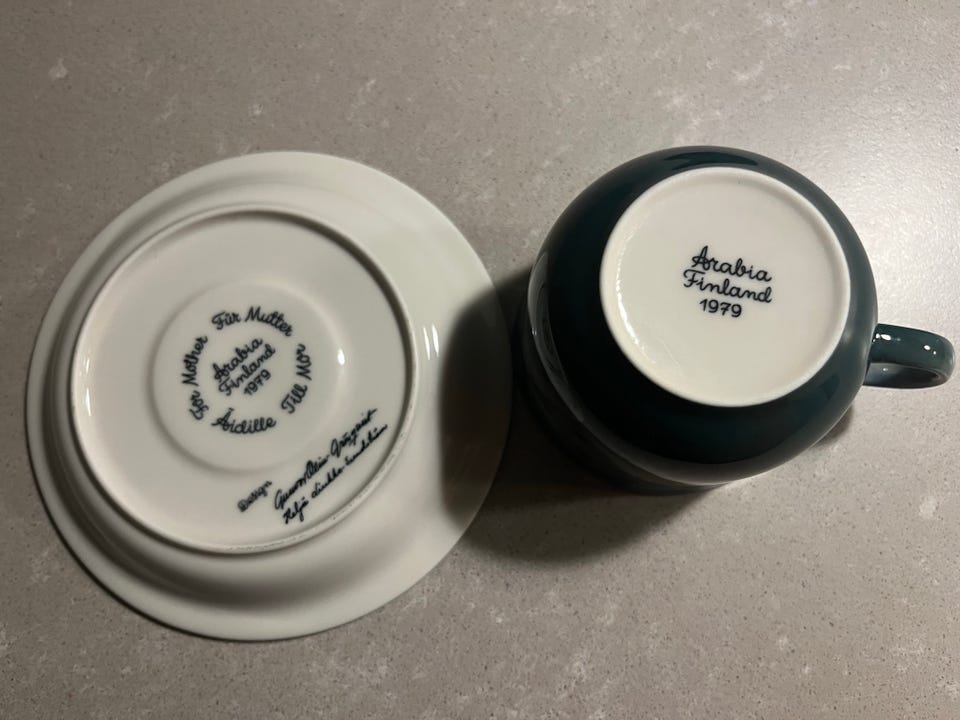 Für Mutter
For Mother
Arabia
Finland
1979
Till Mor
Äidille
Design
Arabia
Finland
1979